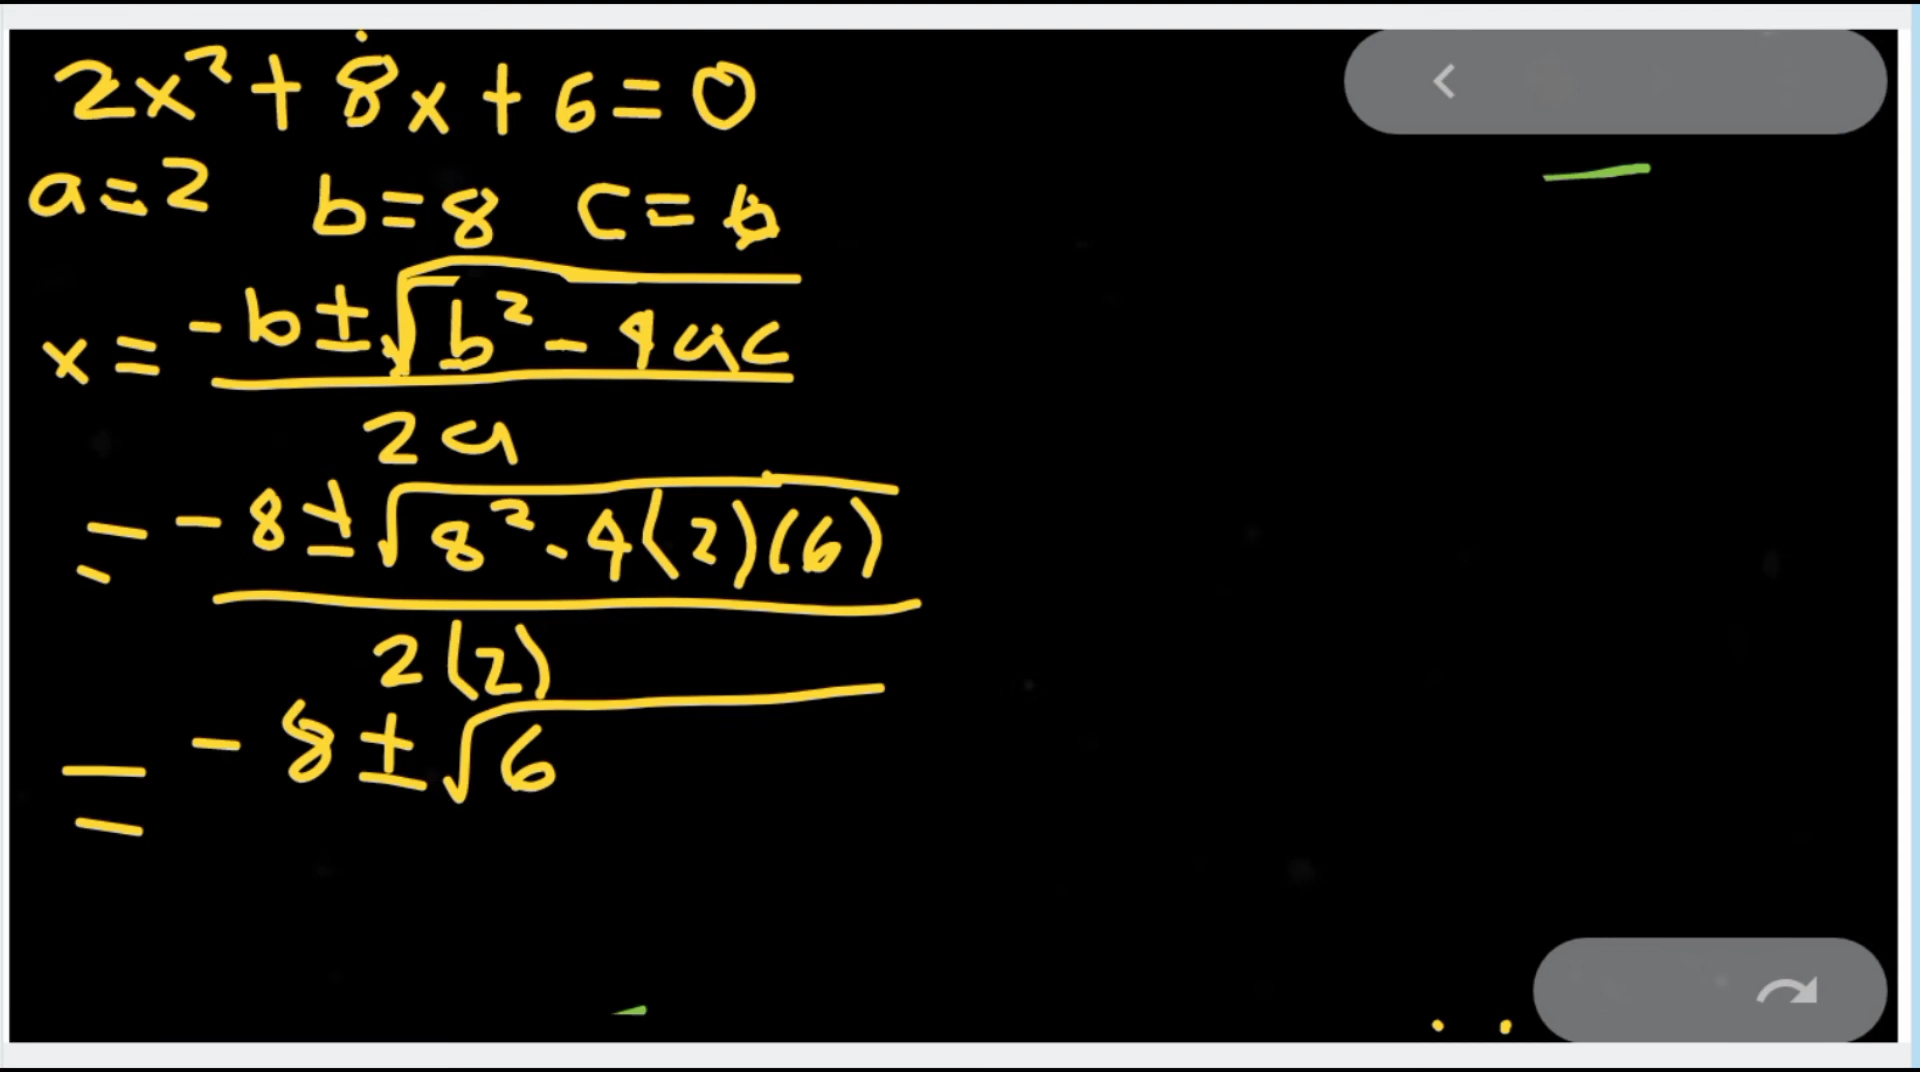 2x² + 8x + 6 = 0
a = 2 b = 8 c = 6
x = -b ± √b² - 4ac
2a
= -8 ± √8² - 4(2)(6)
2(2)
= -8 ± √6